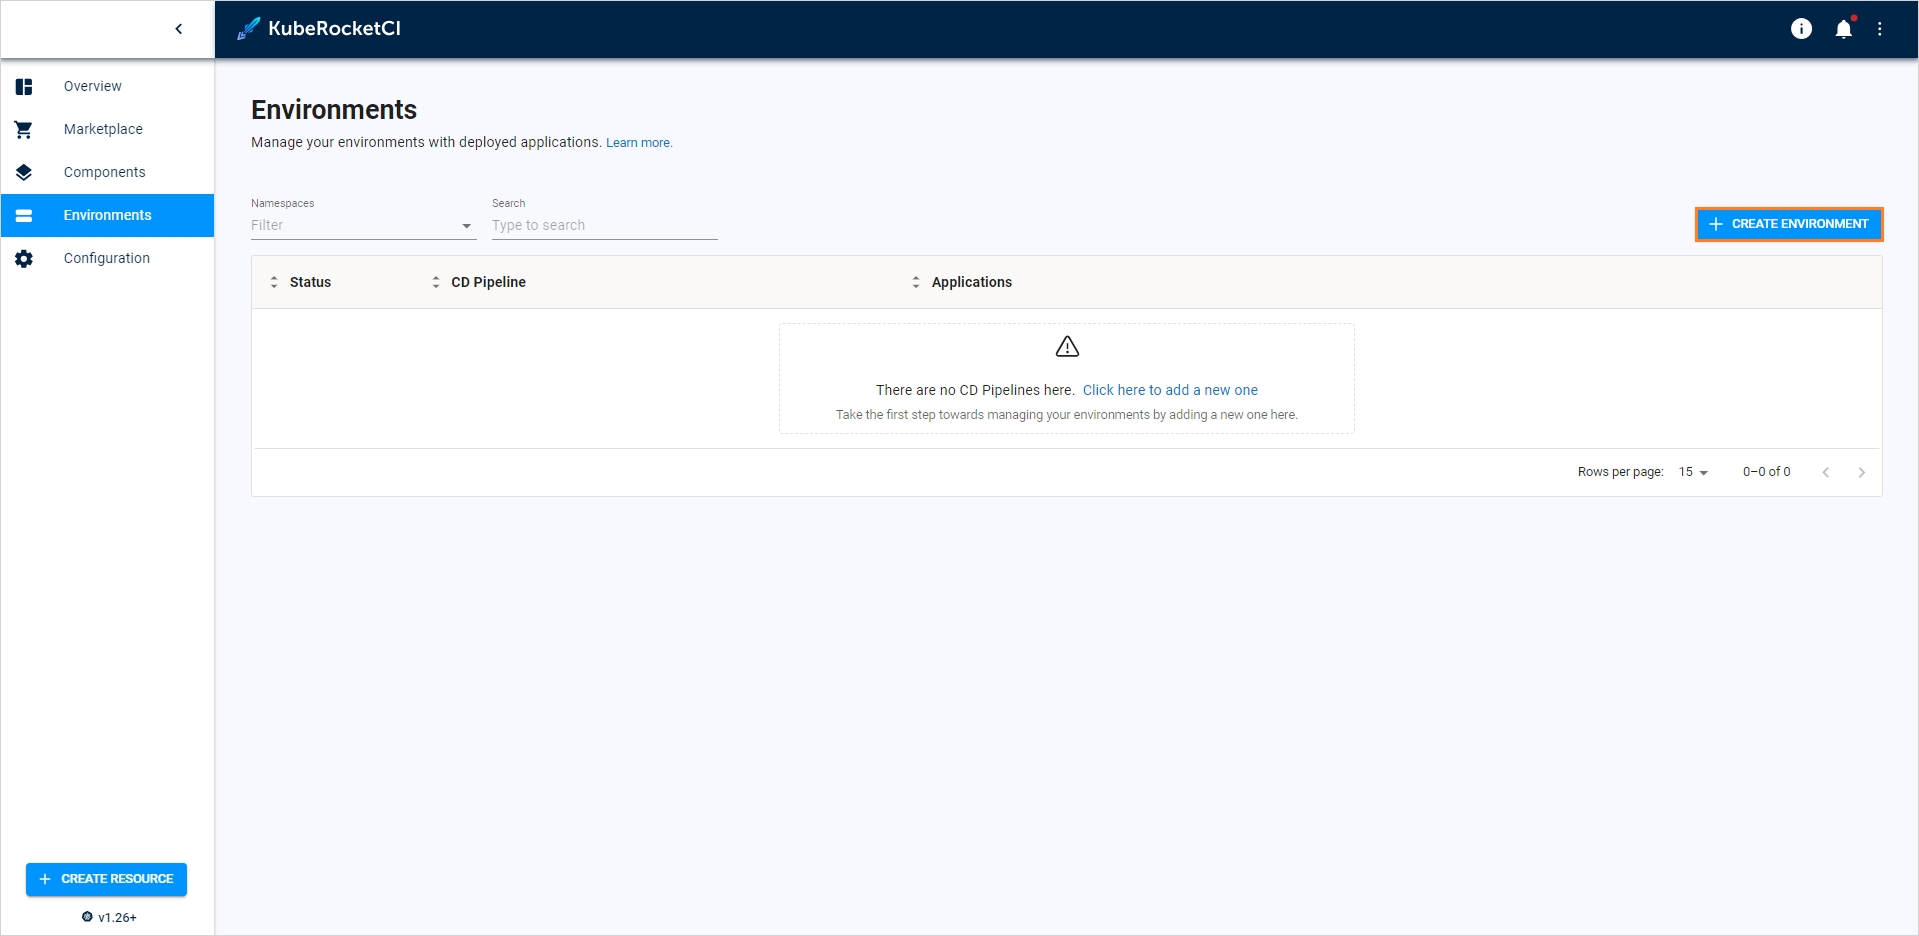 KubeRocketCI
Overview
Marketplace
Components
Environments
Configuration
CREATE RESOURCE
v1.26+
Environments
Manage your environments with deployed applications. Learn more.
Namespaces
Filter
Search
Type to search
CREATE ENVIRONMENT
Status CD Pipeline Applications
There are no CD Pipelines here. Click here to add a new one
Take the first step towards managing your environments by adding a new one here.
Rows per page: 15 0–0 of 0